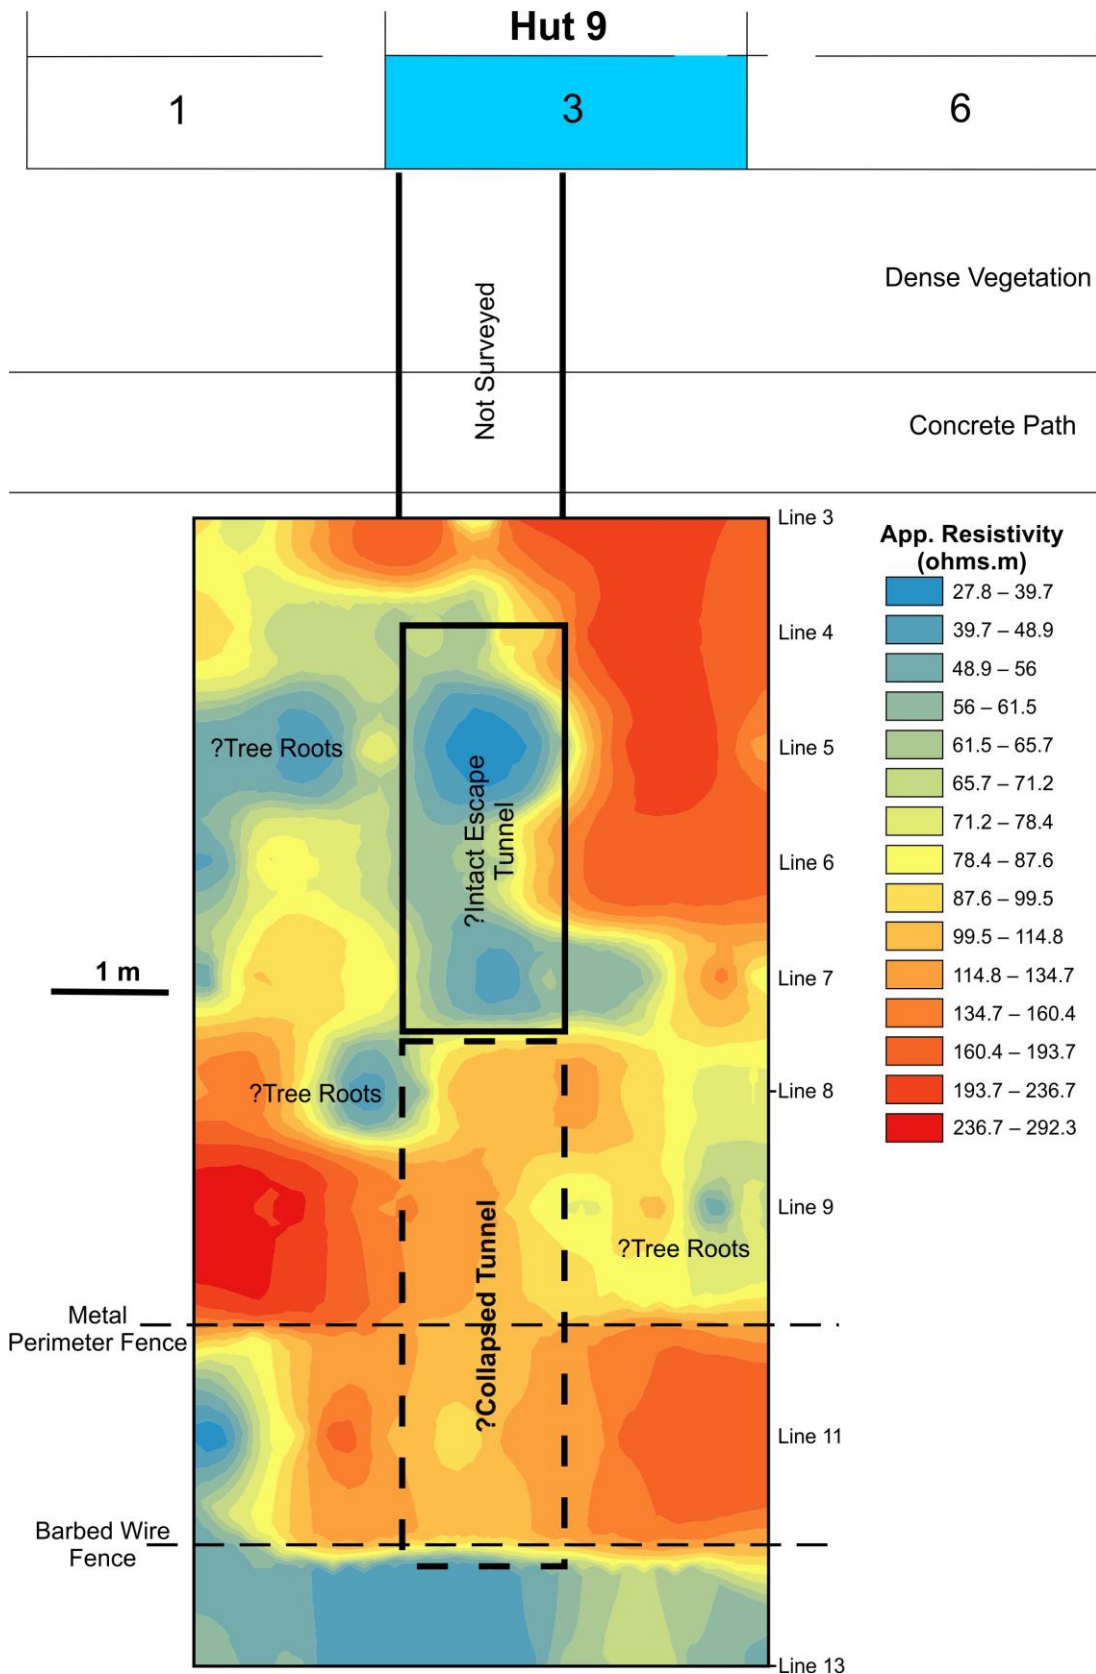 Hut 9
1
3
6
Dense Vegetation
Not Surveyed
Concrete Path
Line 3
App. Resistivity
(ohms.m)
27.8 – 39.7
39.7 – 48.9
48.9 – 56
56 – 61.5
61.5 – 65.7
65.7 – 71.2
71.2 – 78.4
78.4 – 87.6
87.6 – 99.5
99.5 – 114.8
114.8 – 134.7
134.7 – 160.4
160.4 – 193.7
193.7 – 236.7
236.7 – 292.3
Line 4
?Tree Roots
Line 5
?Intact Escape
Tunnel
Line 6
1 m
Line 7
?Tree Roots
Line 8
Line 9
?Tree Roots
?Collapsed Tunnel
Metal
Perimeter Fence
Line 11
Barbed Wire
Fence
Line 13